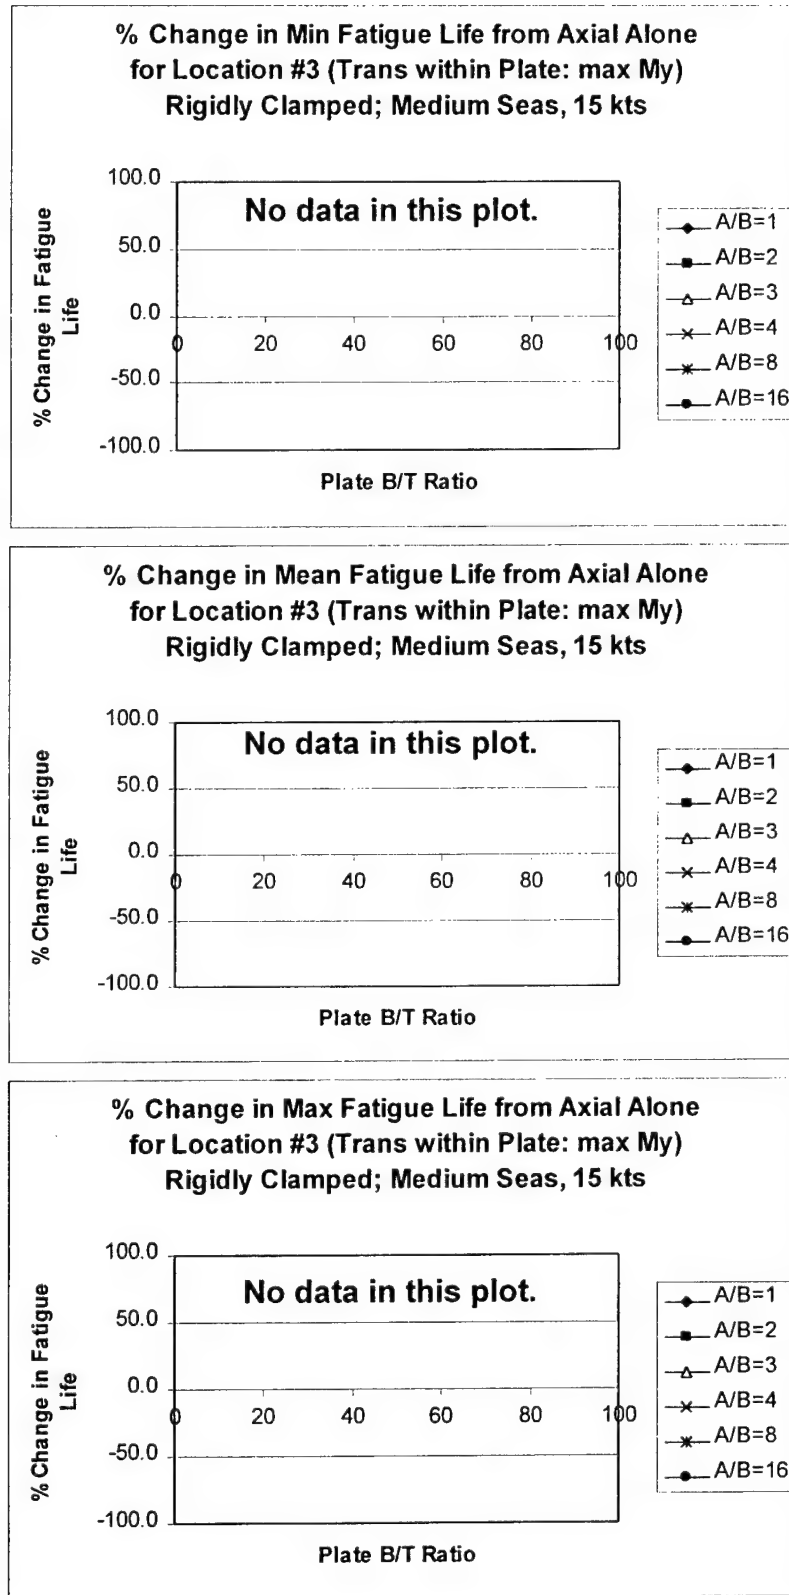 % Change in Min Fatigue Life from Axial Alone
for Location #3 (Trans within Plate: max My)
Rigidly Clamped; Medium Seas, 15 kts
100.0
No data in this plot.
50.0
0.0
-50.0
-100.0
0 20 40 60 80 100
% Change in Fatigue
Life
Plate B/T Ratio
A/B=1
A/B=2
A/B=3
A/B=4
A/B=8
A/B=16
% Change in Mean Fatigue Life from Axial Alone
for Location #3 (Trans within Plate: max My)
Rigidly Clamped; Medium Seas, 15 kts
100.0
No data in this plot.
50.0
0.0
-50.0
-100.0
0 20 40 60 80 100
% Change in Fatigue
Life
Plate B/T Ratio
A/B=1
A/B=2
A/B=3
A/B=4
A/B=8
A/B=16
% Change in Max Fatigue Life from Axial Alone
for Location #3 (Trans within Plate: max My)
Rigidly Clamped; Medium Seas, 15 kts
100.0
No data in this plot.
50.0
0.0
-50.0
-100.0
0 20 40 60 80 100
% Change in Fatigue
Life
Plate B/T Ratio
A/B=1
A/B=2
A/B=3
A/B=4
A/B=8
A/B=16